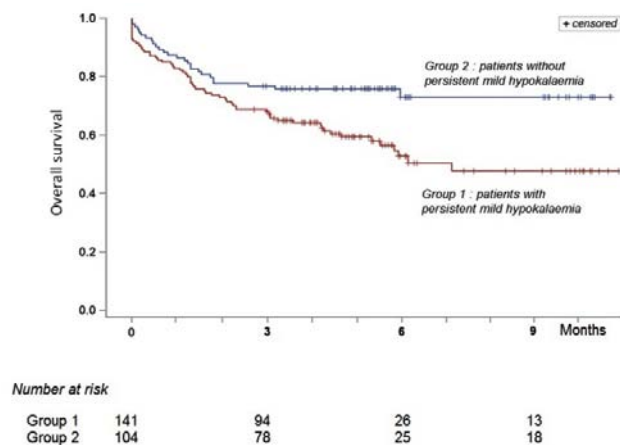 1.0
+ censored
Group 2 : patients without
persistent mild hypokalaemia
0.8
0.6
Overall survival
0.4
Group 1 : patients with
persistent mild hypokalaemia
0.2
0.0
0 3 6 9 Months
Number at risk
Group 1 141 94 26 13
Group 2 104 78 25 18